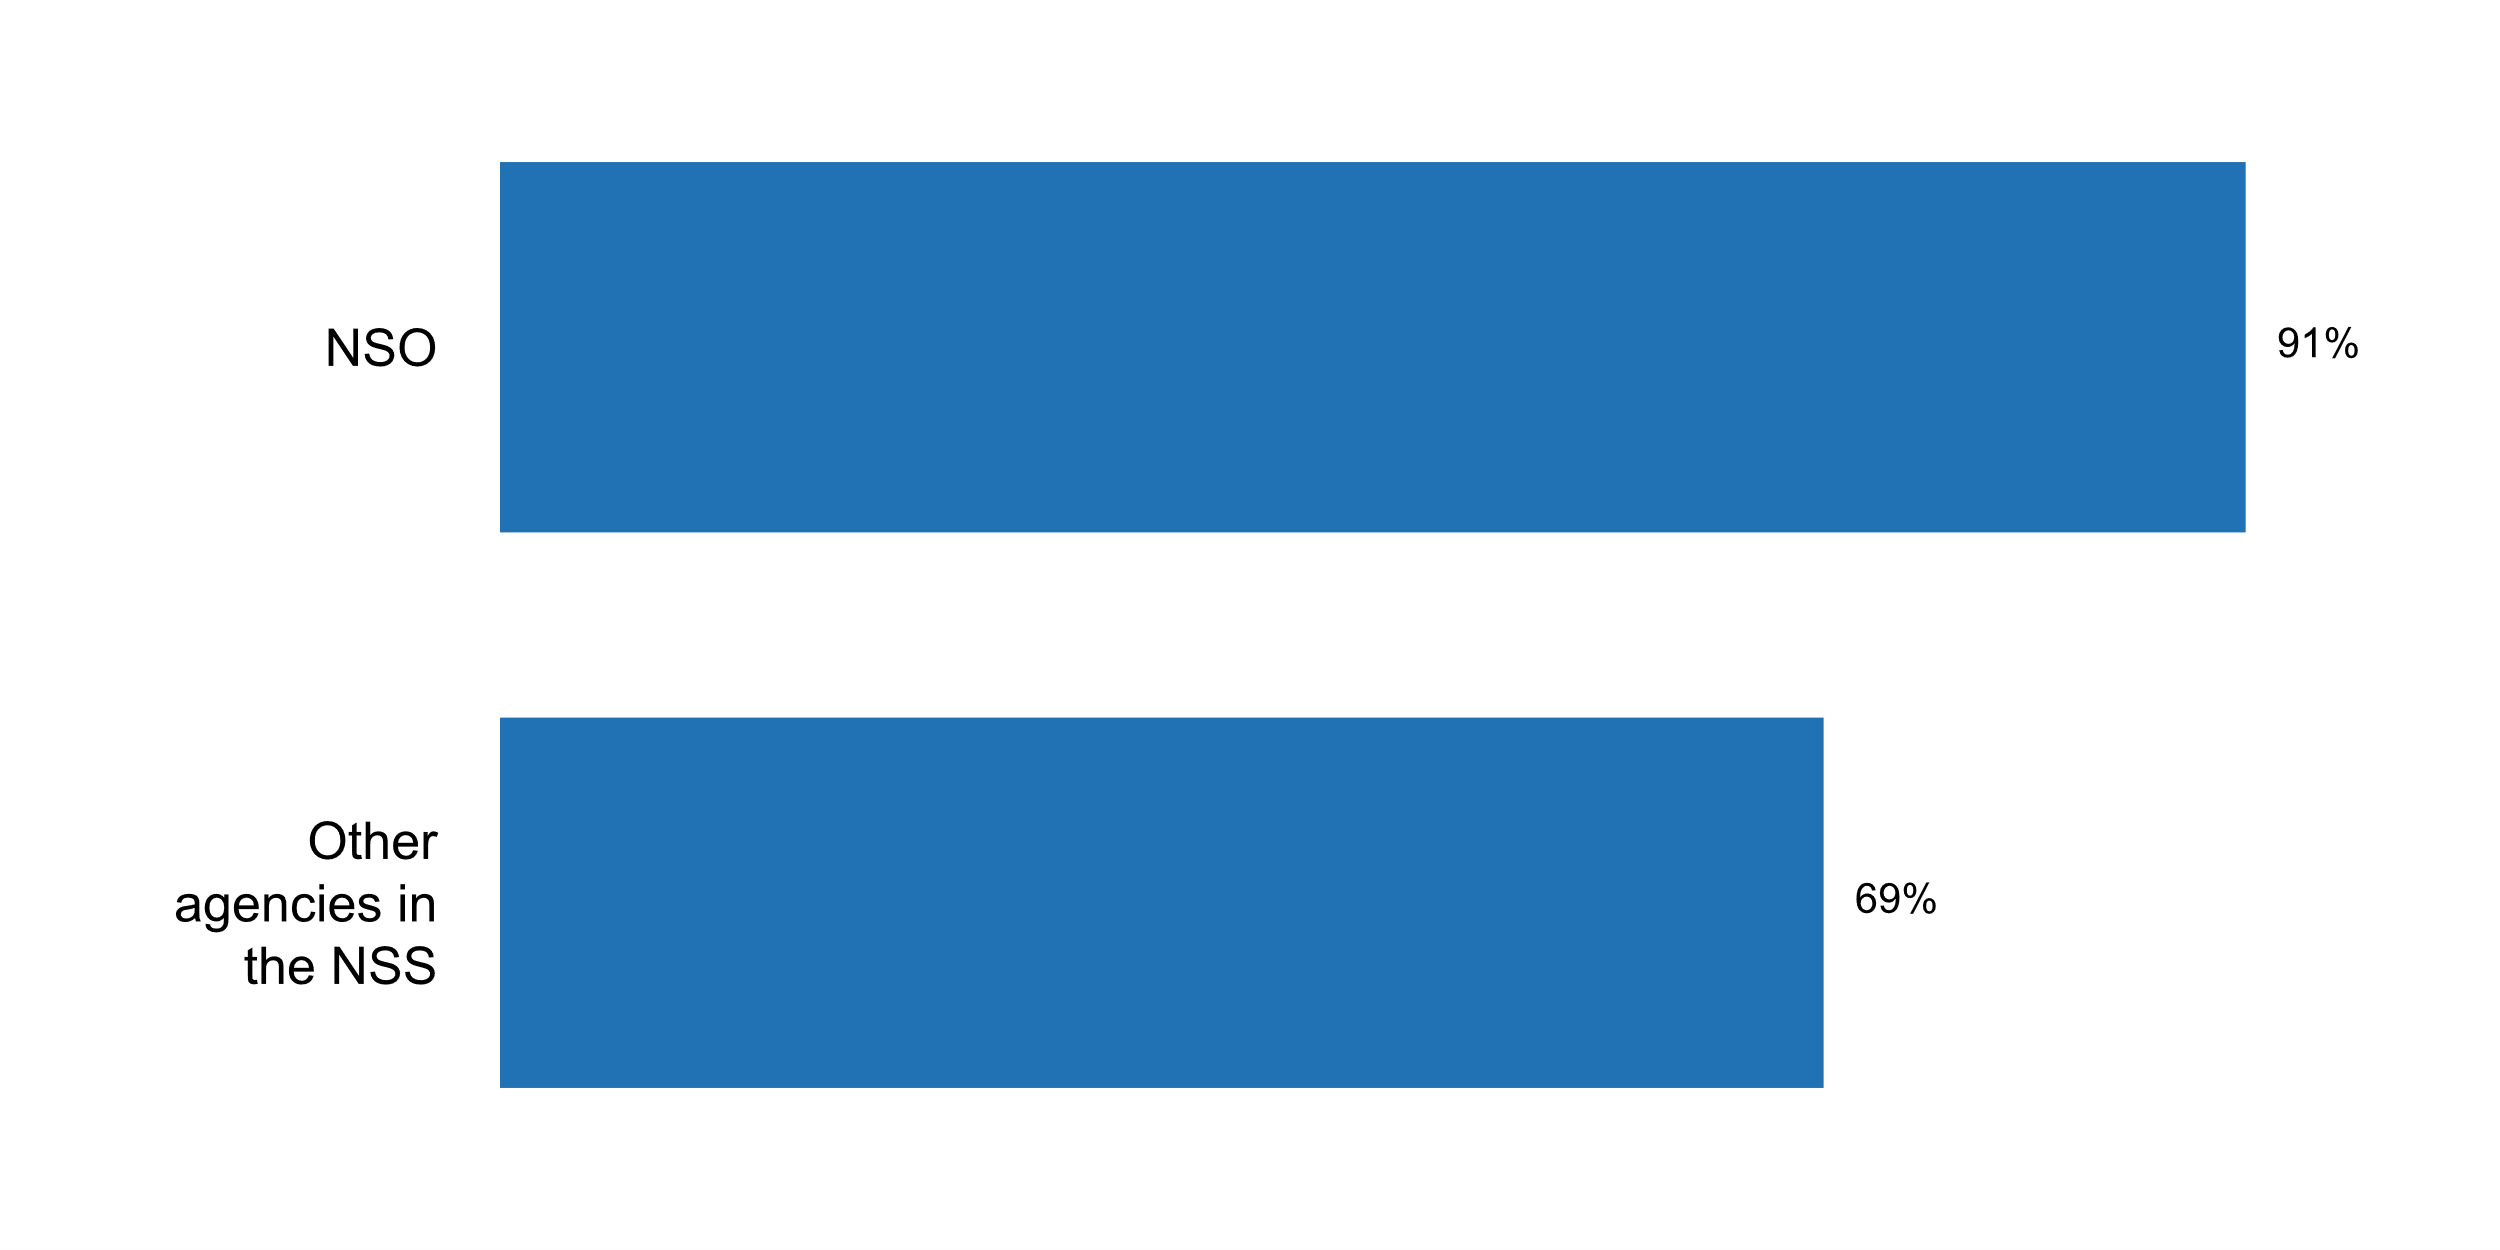 NSO
91%
Other
agencies in
the NSS
69%